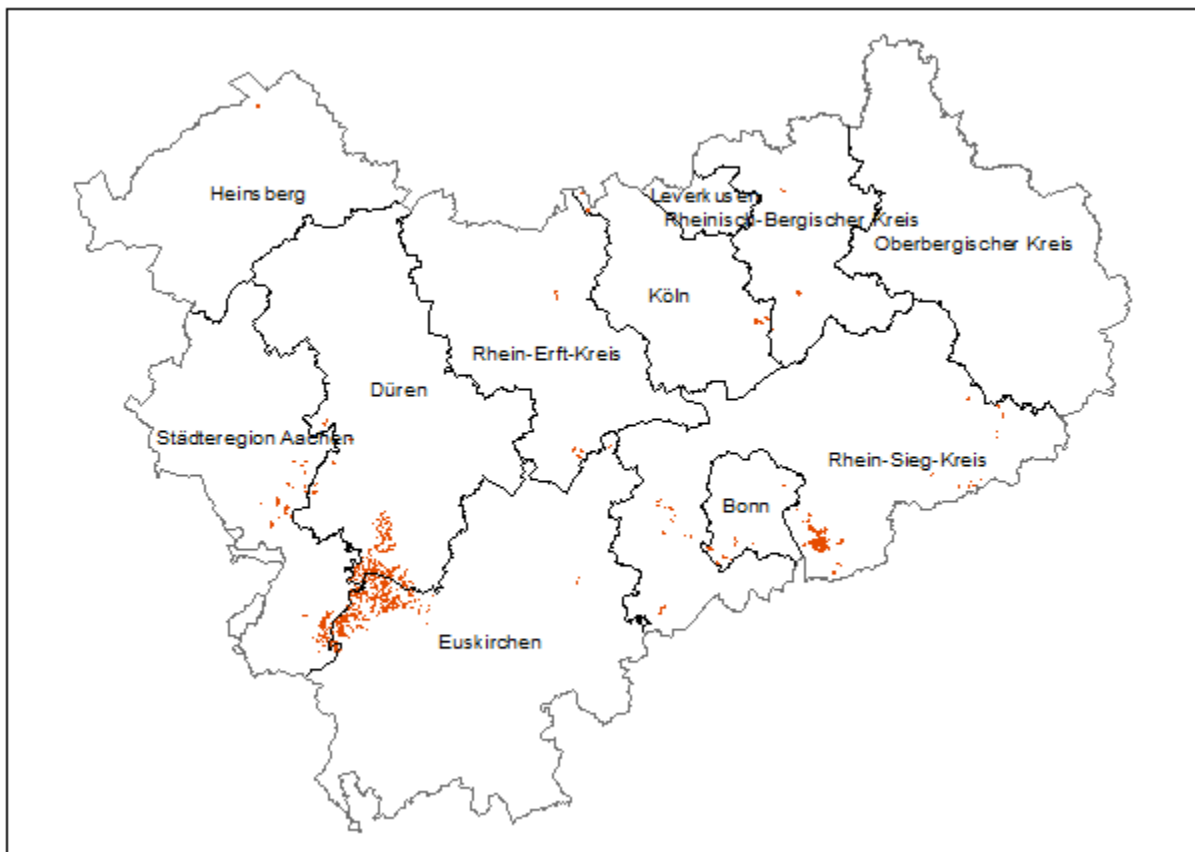 Heinsberg
Leverkusen
Rheinisch-Bergischer Kreis
Oberbergischer Kreis
Köln
Rhein-Erft-Kreis
Düren
Städteregion Aachen
Rhein-Sieg-Kreis
Bonn
Euskirchen